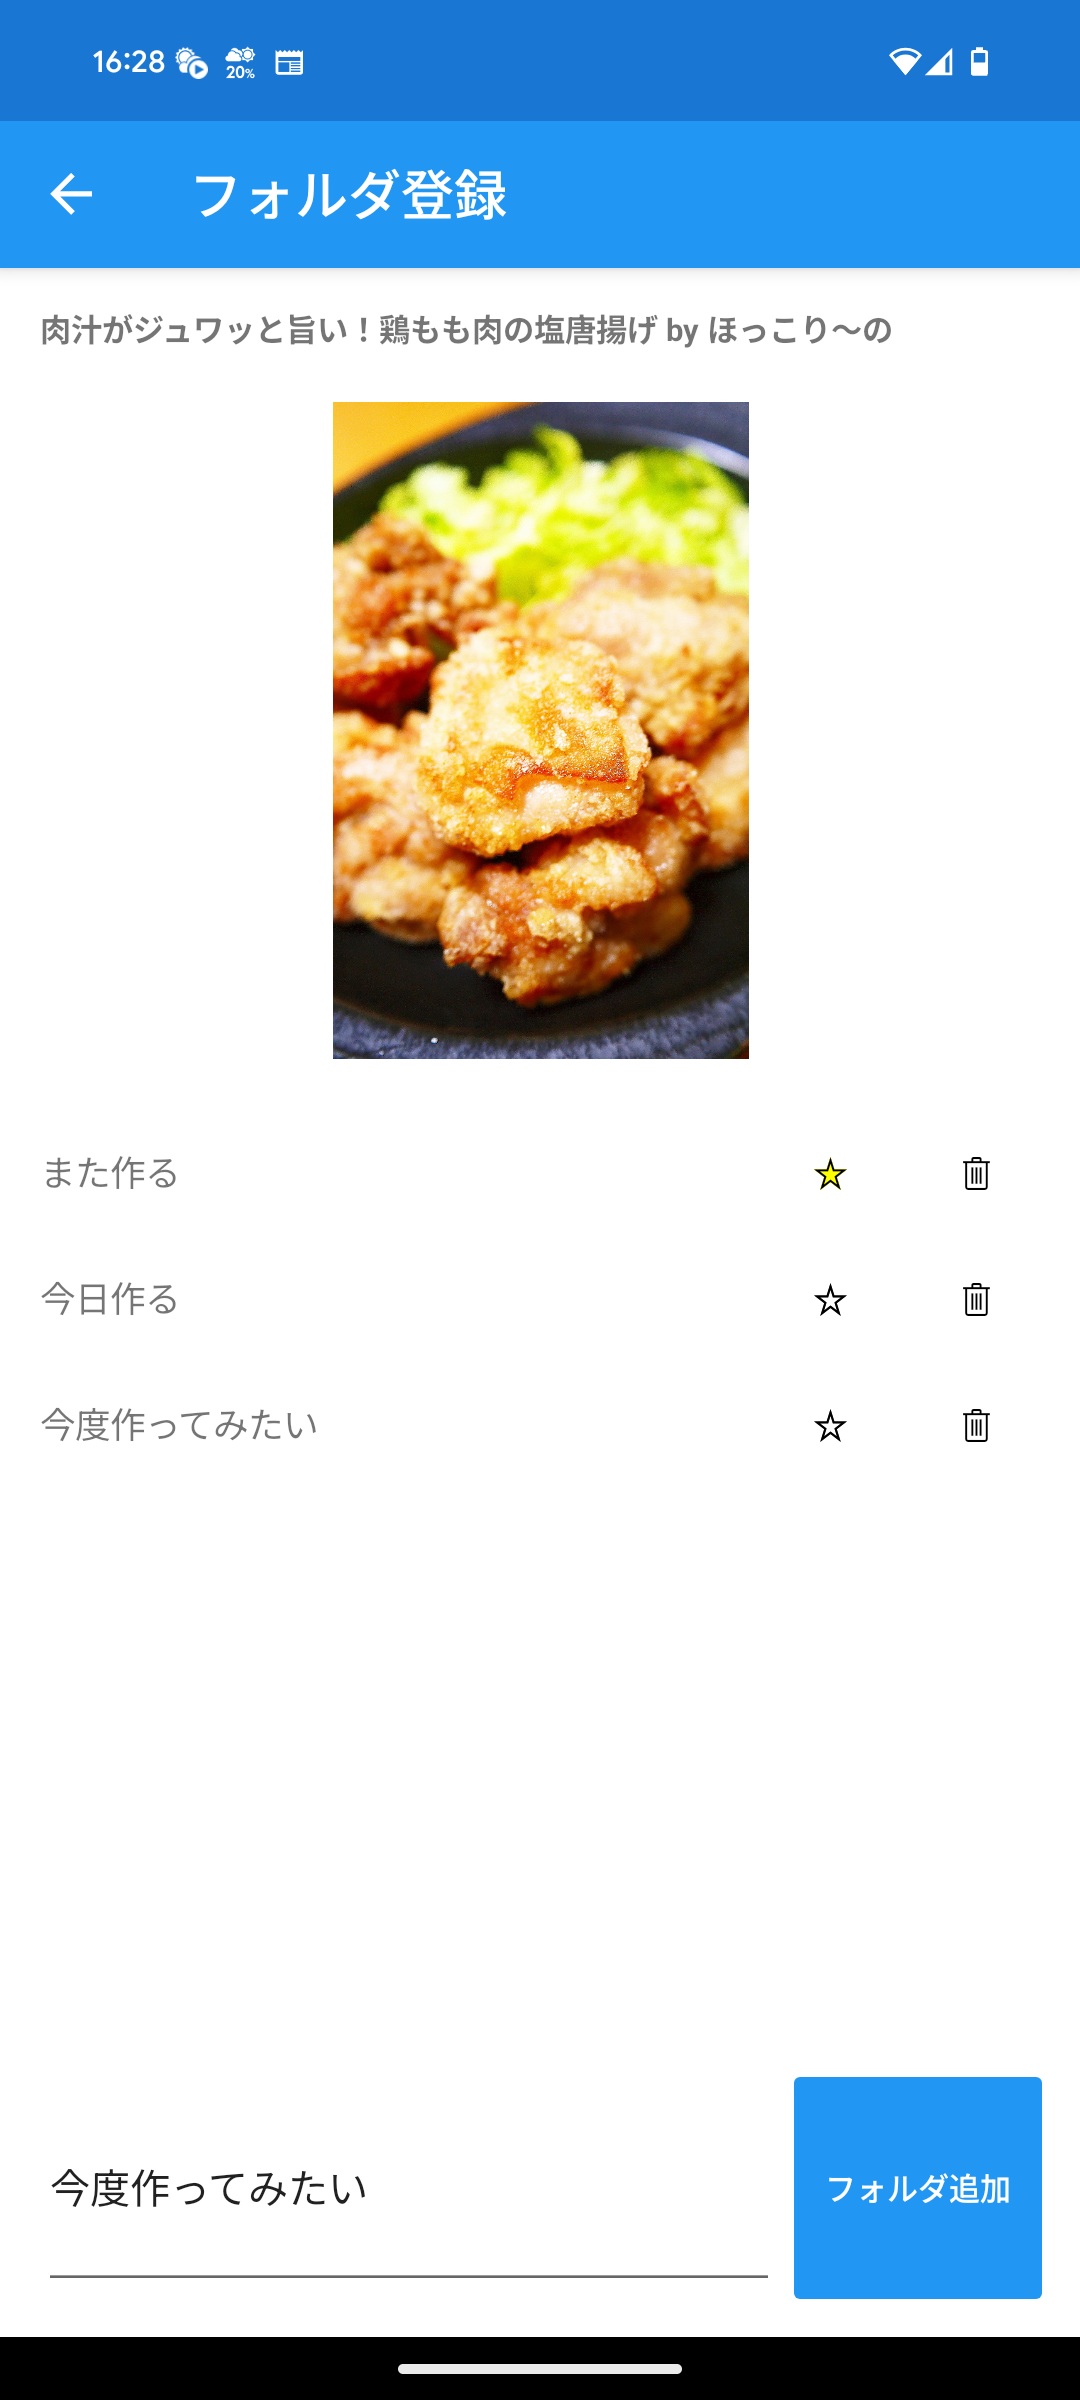 16:28
20%
フォルダ登録
肉汁がジュワッと旨い！鶏もも肉の塩唐揚げ by ほっこり〜の
また作る
今日作る
今度作ってみたい
今度作ってみたい
フォルダ追加